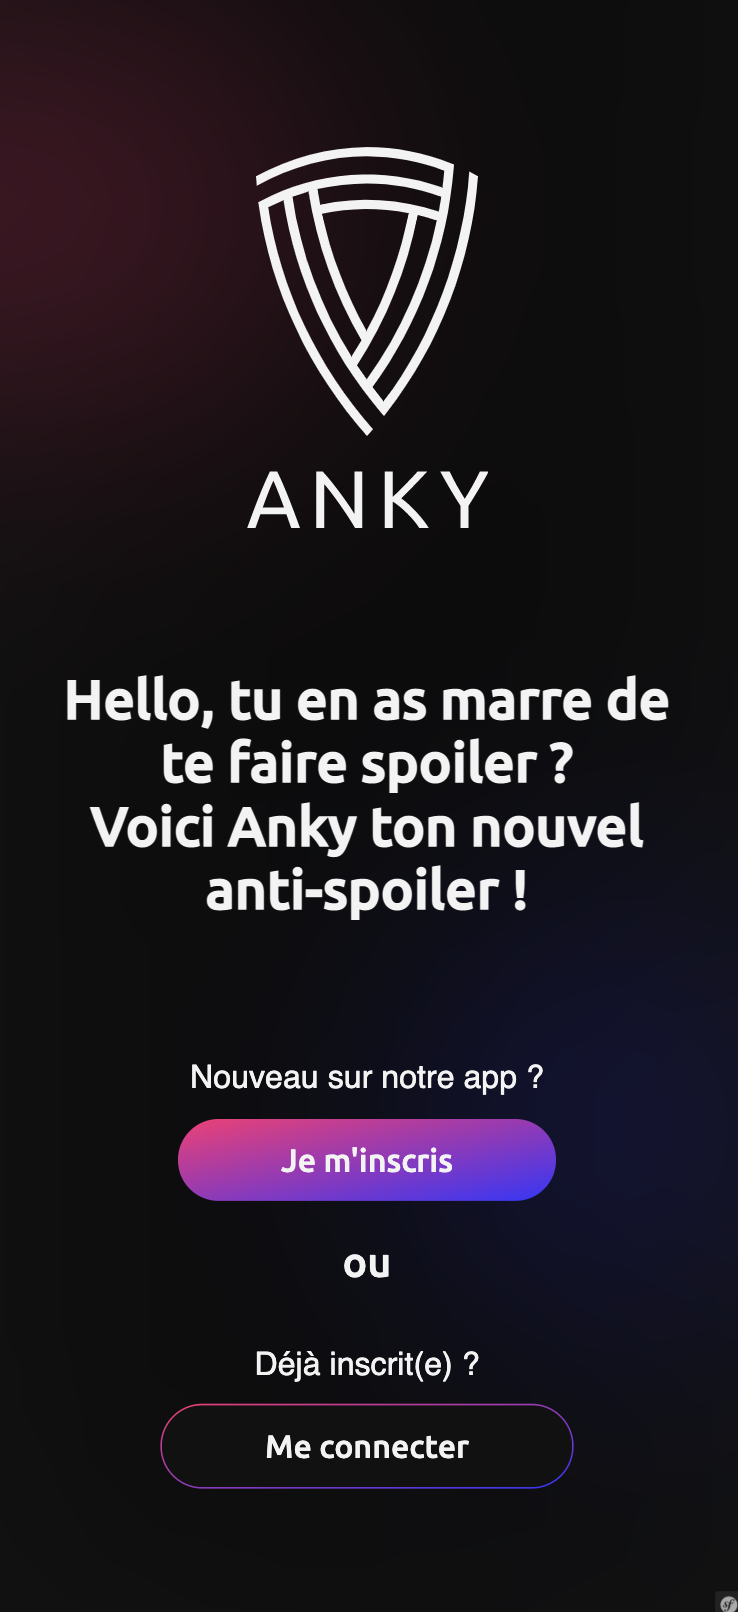 ANKY
Hello, tu en as marre de
te faire spoiler ?
Voici Anky ton nouvel
anti-spoiler !
Nouveau sur notre app ?
Je m'inscris
ou
Déjà inscrit(e) ?
Me connecter
sf